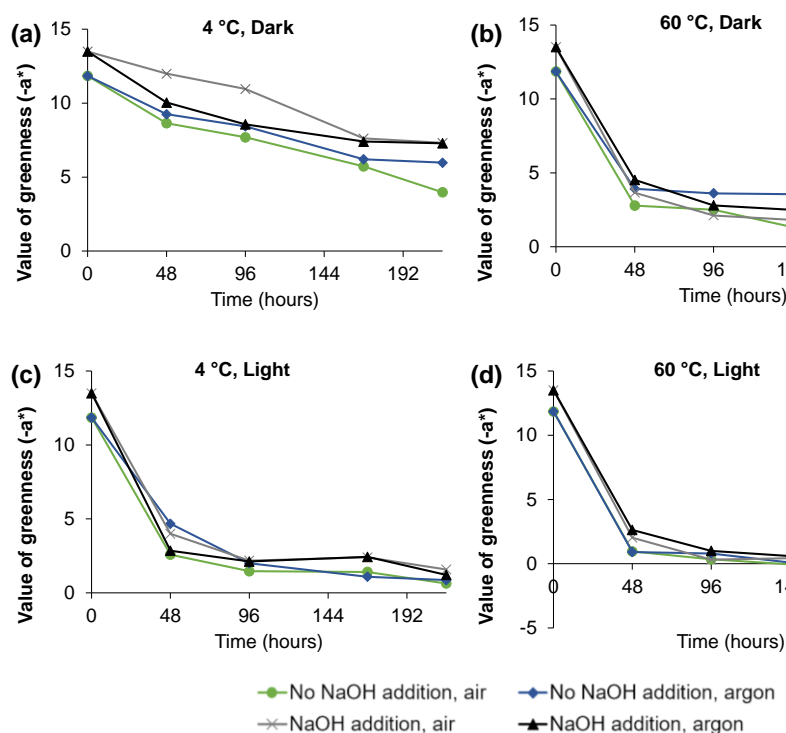 (a) 4 °C, Dark
Value of greenness (-a*)
15
10
5
0
0 48 96 144 192
Time (hours)
(b) 60 °C, Dark
Value of greenness (-a*)
15
10
5
0
0 48 96
Time (hours)
(c) 4 °C, Light
Value of greenness (-a*)
15
10
5
0
0 48 96 144 192
Time (hours)
(d) 60 °C, Light
Value of greenness (-a*)
15
10
5
0
-5
0 48 96
Time (hours)
No NaOH addition, air
No NaOH addition, argon
NaOH addition, air
NaOH addition, argon